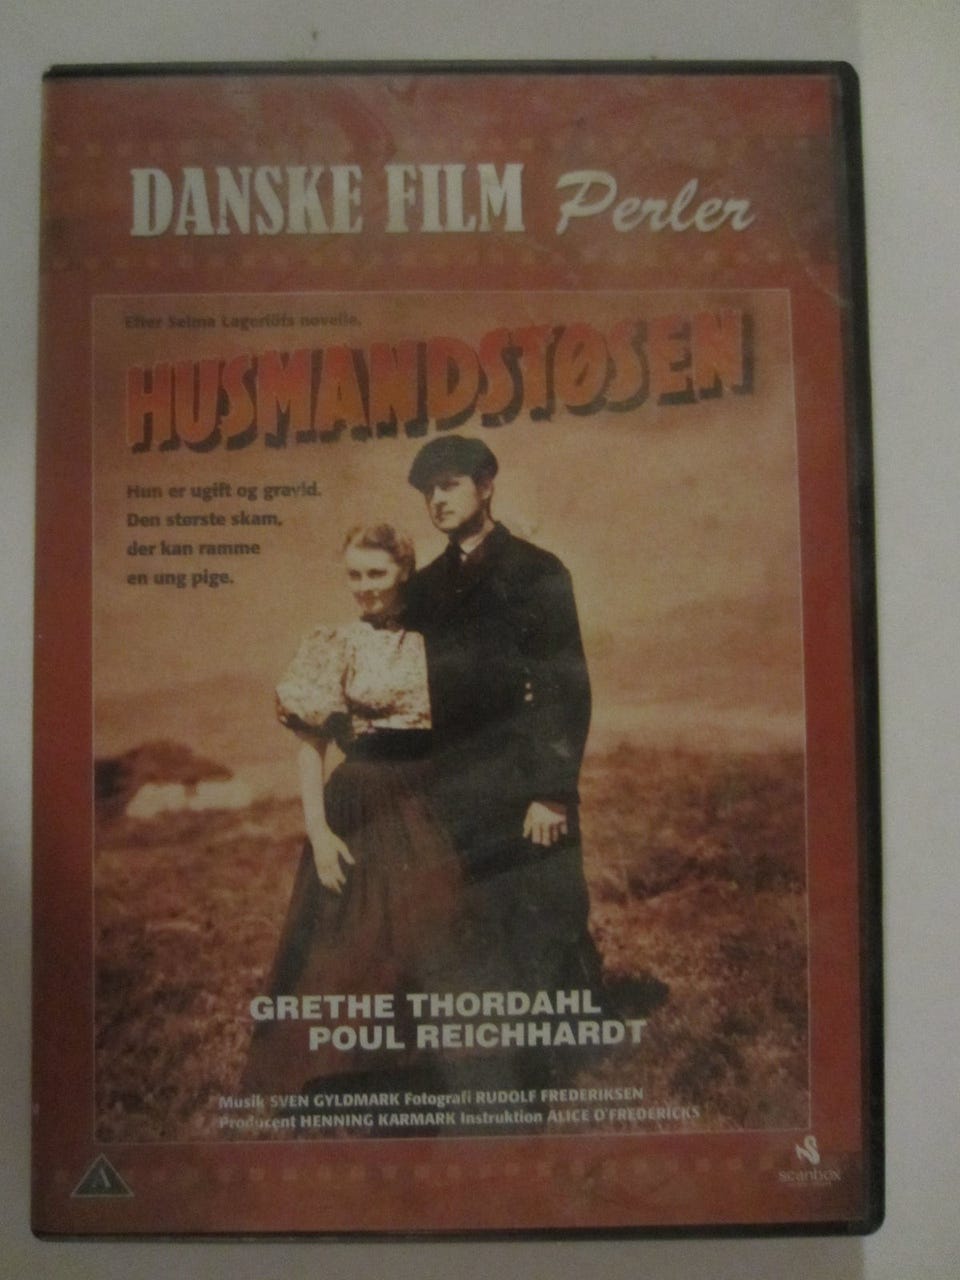 DANSKE FILM Perler
Efter Selma Lagerlöfs novelle.
HUSMANDSTØSEN
Hun er ugift og gravid.
Den største skam,
der kan ramme
en ung pige.
GRETHE THORDAHL
POUL REICHHARDT
Musik SVEN GYLDMARK Fotografi RUDOLF FREDERIKSEN
Producent HENNING KARMARK Instruktion ALICE O'FREDERICKS
A
scanbox